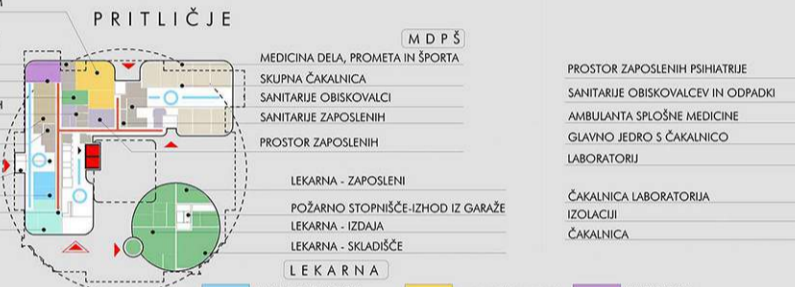 PRITLIČJE
MDPŠ
MEDICINA DELA, PROMETA IN ŠPORTA
SKUPNA ČAKALNICA
SANITARIJE OBISKOVALCI
SANITARIJE ZAPOSLENIH
PROSTOR ZAPOSLENIH
LEKARNA - ZAPOSLENI
POŽARNO STOPNIŠČE-IZHOD IZ GARAŽE
LEKARNA - IZDAJA
LEKARNA - SKLADIŠČE
LEKARNA
PROSTOR ZAPOSLENIH PSIHIATRIJE
SANITARIJE OBISKOVALCEV IN ODPADKI
AMBULANTA SPLOŠNE MEDICINE
GLAVNO JEDRO S ČAKALNICO
LABORATORIJ
ČAKALNICA LABORATORIJA
IZOLACIJI
ČAKALNICA